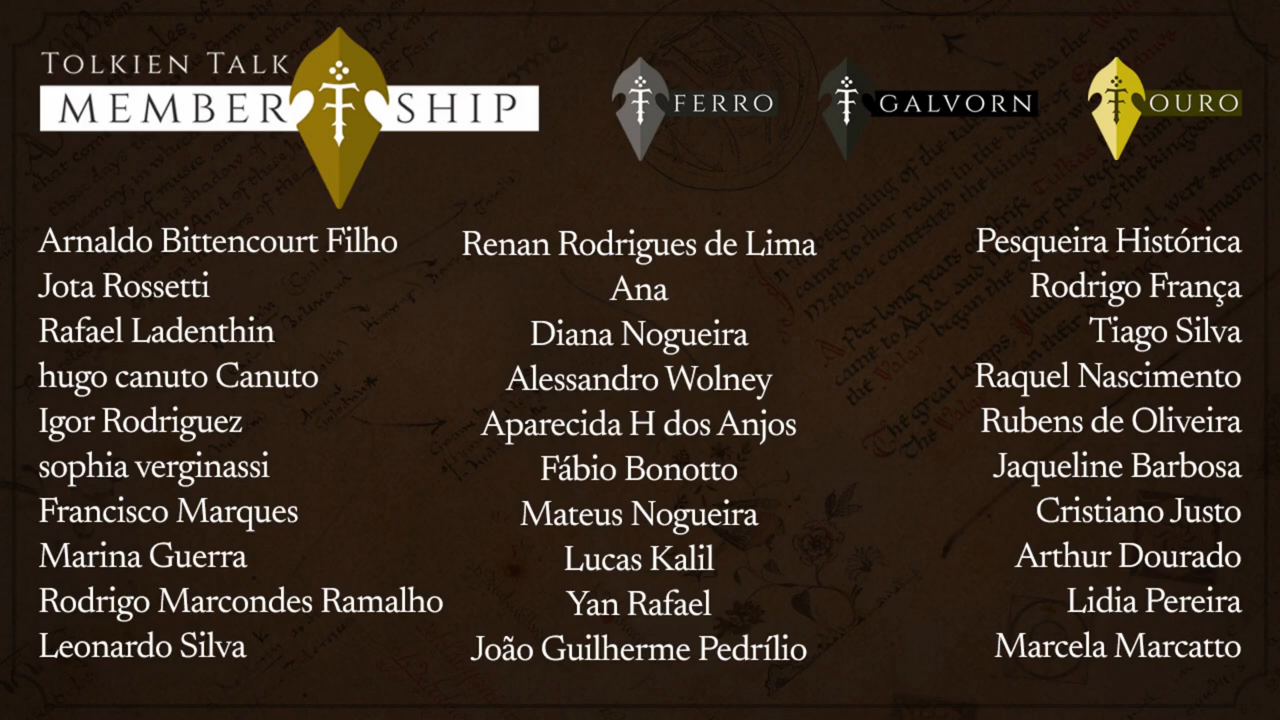 TOLKIEN TALK
MEMBERSHIP
FERRO
GALVORN
OURO
Arnaldo Bittencourt Filho
Jota Rossetti
Rafael Ladenthin
hugo canuto Canuto
Igor Rodriguez
sophia verginassi
Francisco Marques
Marina Guerra
Rodrigo Marcondes Ramalho
Leonardo Silva
Renan Rodrigues de Lima
Ana
Diana Nogueira
Alessandro Wolney
Aparecida H dos Anjos
Fábio Bonotto
Mateus Nogueira
Lucas Kalil
Yan Rafael
João Guilherme Pedrílio
Pesqueira Histórica
Rodrigo França
Tiago Silva
Raquel Nascimento
Rubens de Oliveira
Jaqueline Barbosa
Cristiano Justo
Arthur Dourado
Lidia Pereira
Marcela Marcatto